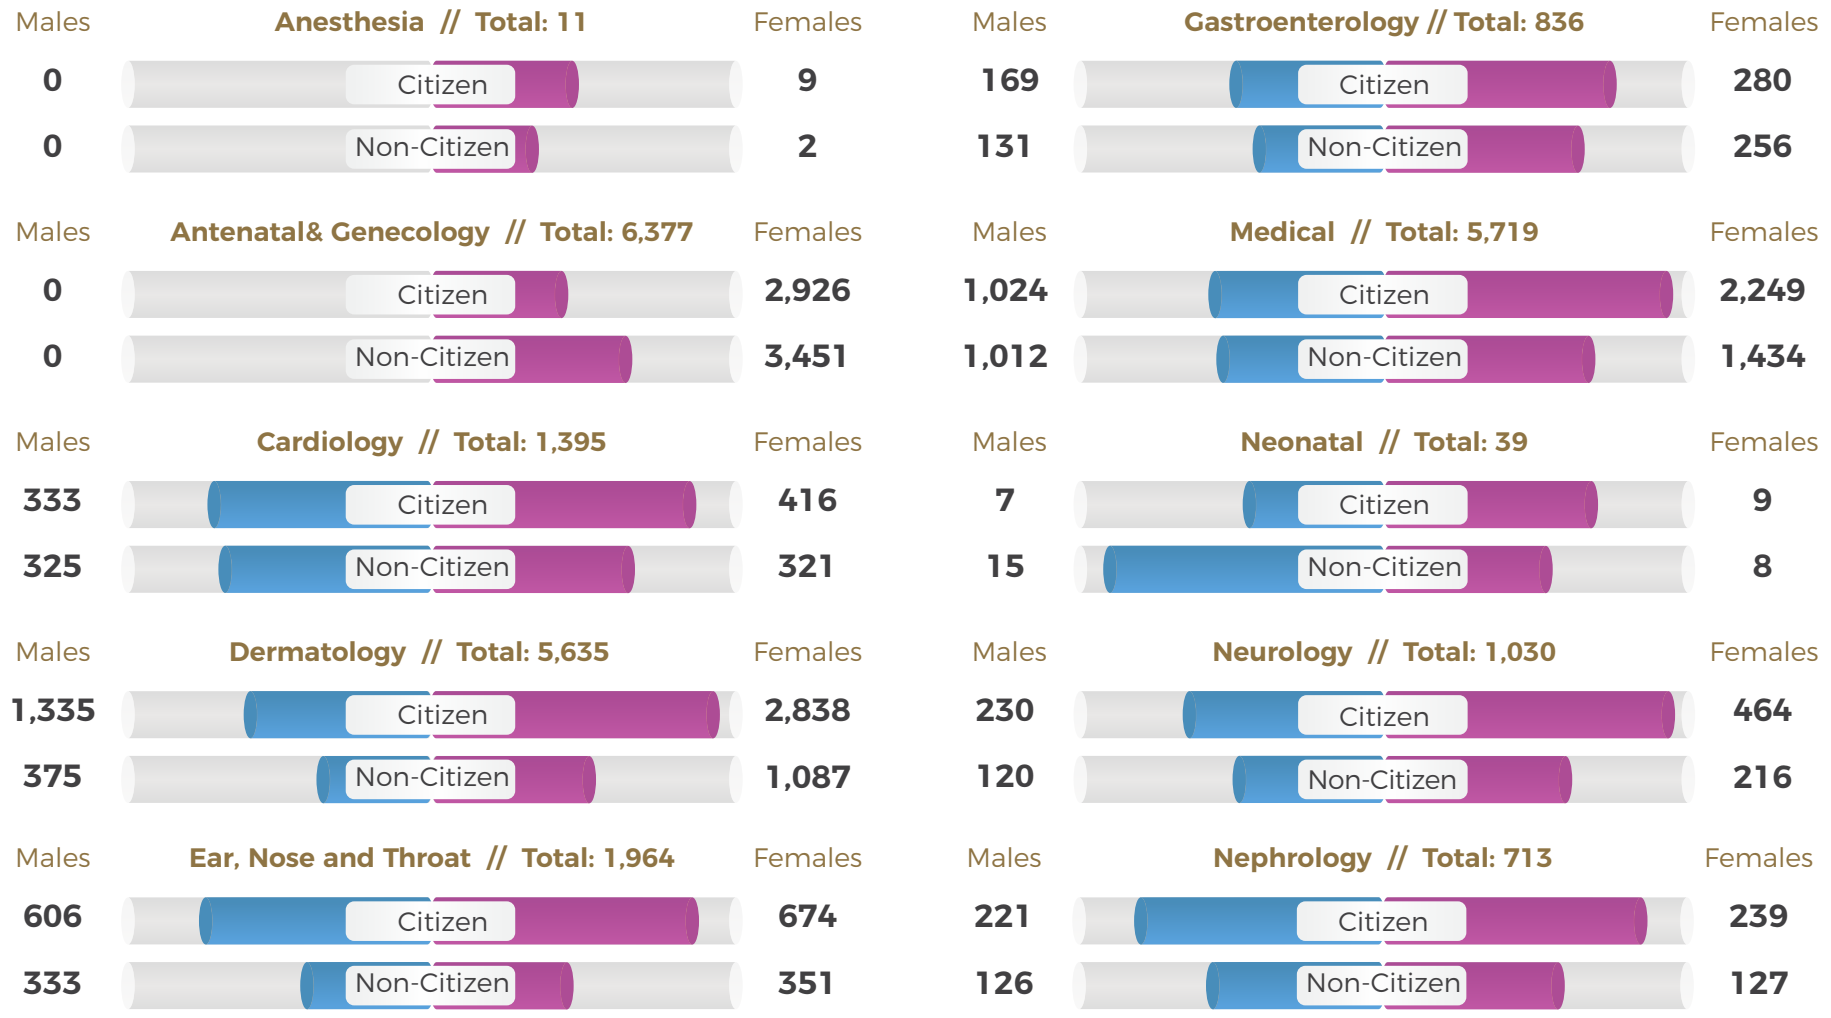 Males Anesthesia // Total: 11 Females
0 Citizen 9
0 Non-Citizen 2
Males Antenatal& Genecology // Total: 6,377 Females
0 Citizen 2,926
0 Non-Citizen 3,451
Males Cardiology // Total: 1,395 Females
333 Citizen 416
325 Non-Citizen 321
Males Dermatology // Total: 5,635 Females
1,335 Citizen 2,838
375 Non-Citizen 1,087
Males Ear, Nose and Throat // Total: 1,964 Females
606 Citizen 674
333 Non-Citizen 351
Males Gastroenterology // Total: 836 Females
169 Citizen 280
131 Non-Citizen 256
Males Medical // Total: 5,719 Females
1,024 Citizen 2,249
1,012 Non-Citizen 1,434
Males Neonatal // Total: 39 Females
7 Citizen 9
15 Non-Citizen 8
Males Neurology // Total: 1,030 Females
230 Citizen 464
120 Non-Citizen 216
Males Nephrology // Total: 713 Females
221 Citizen 239
126 Non-Citizen 127